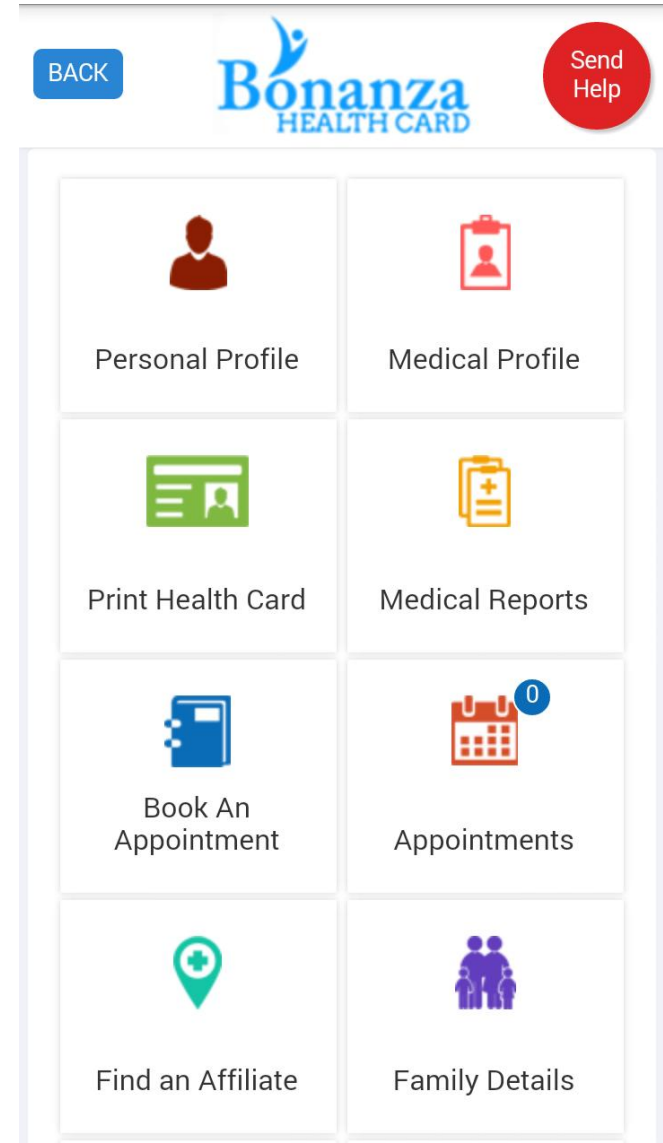 BACK
Bonanza
HEALTH CARD
Send
Help
Personal Profile
Medical Profile
Print Health Card
Medical Reports
Book An
Appointment
0
Appointments
Find an Affiliate
Family Details